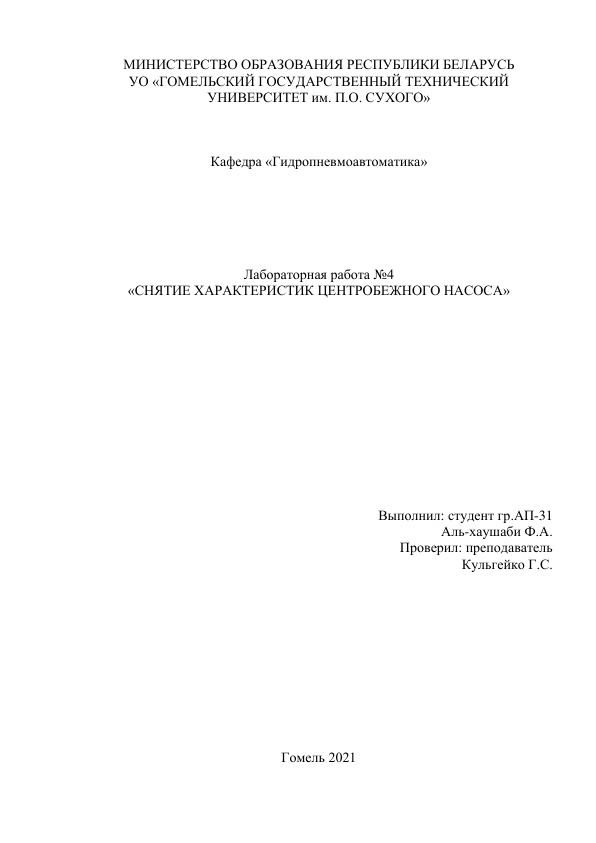 МИНИСТЕРСТВО ОБРАЗОВАНИЯ РЕСПУБЛИКИ БЕЛАРУСЬ
УО «ГОМЕЛЬСКИЙ ГОСУДАРСТВЕННЫЙ ТЕХНИЧЕСКИЙ
УНИВЕРСИТЕТ им. П.О. СУХОГО»
Кафедра «Гидропневмоавтоматика»
Лабораторная работа №4
«СНЯТИЕ ХАРАКТЕРИСТИК ЦЕНТРОБЕЖНОГО НАСОСА»
Выполнил: студент гр.АП-31
Аль-хаушаби Ф.А.
Проверил: преподаватель
Кульгейко Г.С.
Гомель 2021